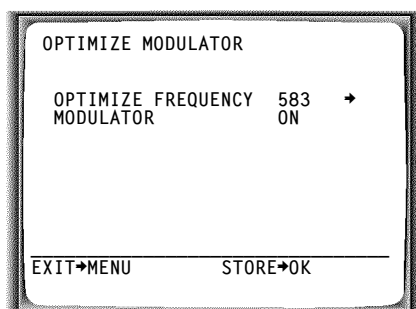 OPTIMIZE MODULATOR
OPTIMIZE FREQUENCY 583 →
MODULATOR ON
EXIT→MENU STORE→OK